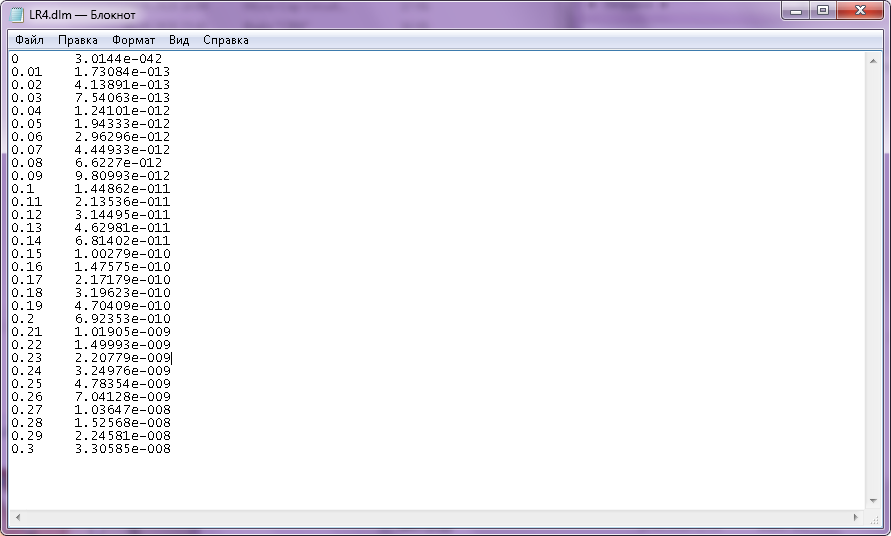 LR4.dlm — Блокнот
Файл Правка Формат Вид Справка
0 3.0144e-042
0.01 1.73084e-013
0.02 4.13891e-013
0.03 7.54063e-013
0.04 1.24101e-012
0.05 1.94333e-012
0.06 2.96296e-012
0.07 4.44933e-012
0.08 6.6227e-012
0.09 9.80993e-012
0.1 1.44862e-011
0.11 2.13536e-011
0.12 3.14495e-011
0.13 4.62981e-011
0.14 6.81402e-011
0.15 1.00279e-010
0.16 1.47575e-010
0.17 2.17179e-010
0.18 3.19623e-010
0.19 4.70409e-010
0.2 6.92353e-010
0.21 1.01905e-009
0.22 1.49993e-009
0.23 2.20779e-009
0.24 3.24976e-009
0.25 4.78354e-009
0.26 7.04128e-009
0.27 1.03647e-008
0.28 1.52568e-008
0.29 2.24581e-008
0.3 3.30585e-008